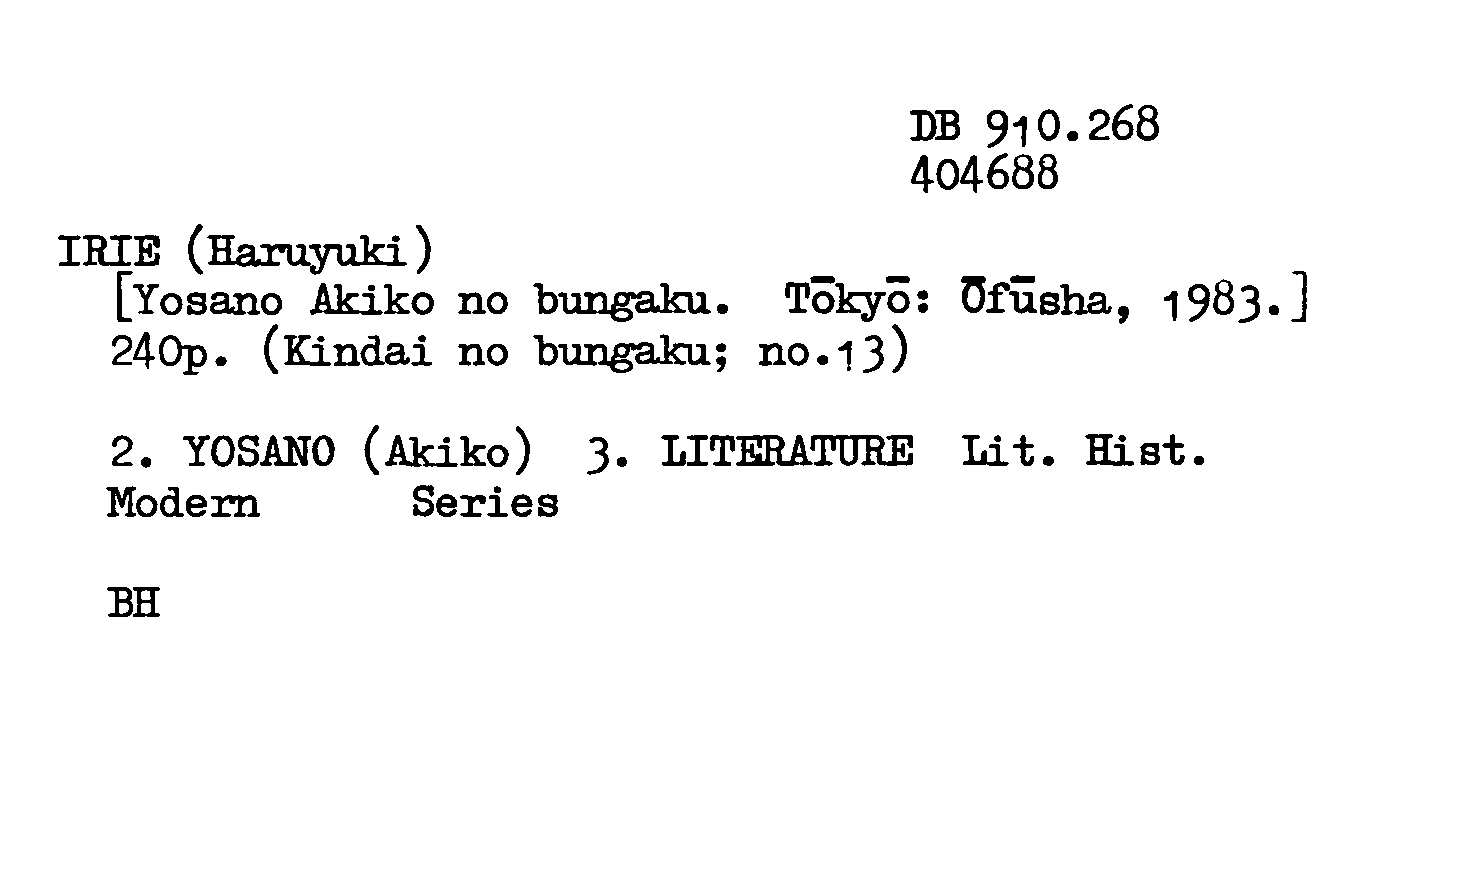 DB 910.268
404688
IRIE (Haruyuki)
[Yosano Akiko no bungaku. Tōkyō: Ōfūsha, 1983.]
240p. (Kindai no bungaku; no.13)
2. YOSANO (Akiko) 3. LITERATURE Lit. Hist.
Modern Series
BH